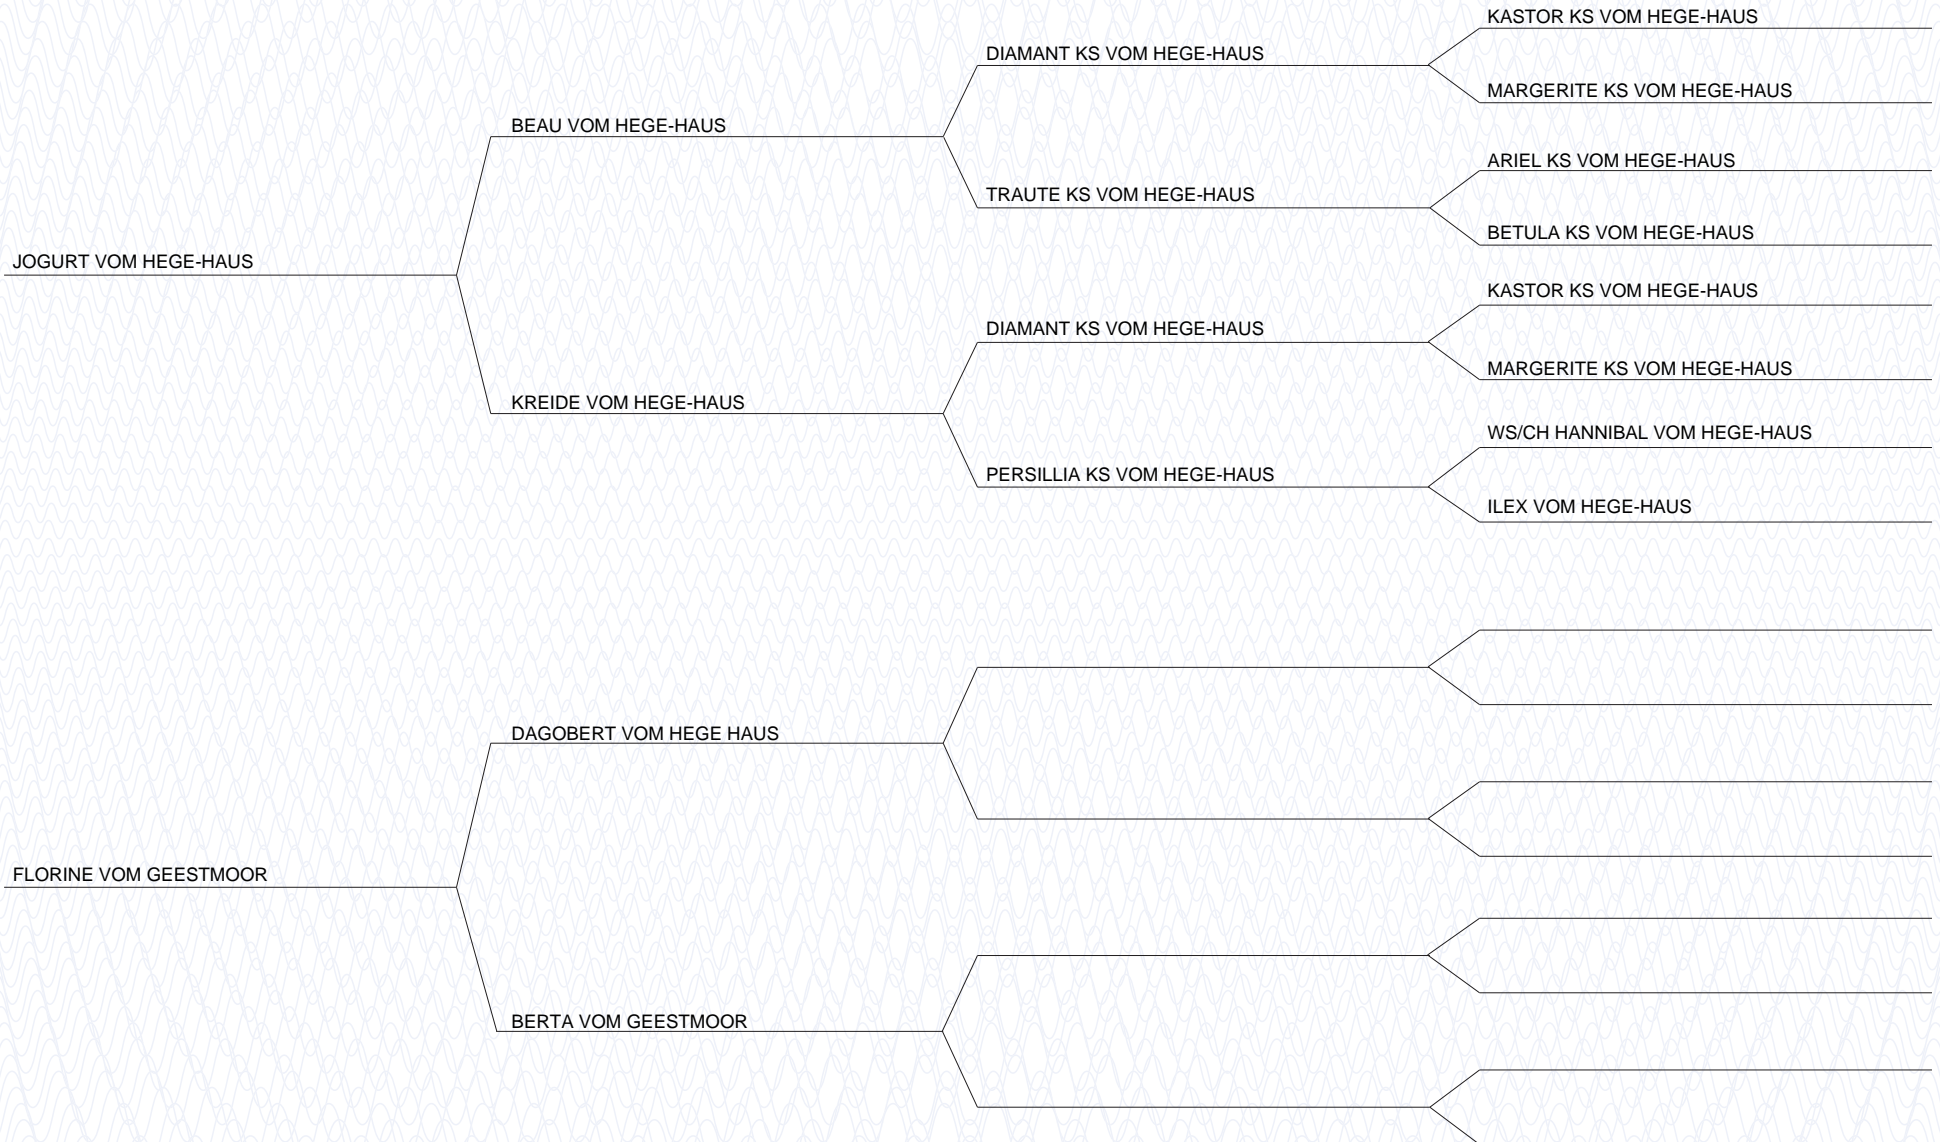 KASTOR KS VOM HEGE-HAUS
DIAMANT KS VOM HEGE-HAUS
MARGERITE KS VOM HEGE-HAUS
BEAU VOM HEGE-HAUS
ARIEL KS VOM HEGE-HAUS
TRAUTE KS VOM HEGE-HAUS
BETULA KS VOM HEGE-HAUS
JOGURT VOM HEGE-HAUS
KASTOR KS VOM HEGE-HAUS
DIAMANT KS VOM HEGE-HAUS
MARGERITE KS VOM HEGE-HAUS
KREIDE VOM HEGE-HAUS
WS/CH HANNIBAL VOM HEGE-HAUS
PERSILLIA KS VOM HEGE-HAUS
ILEX VOM HEGE-HAUS
DAGOBERT VOM HEGE HAUS
FLORINE VOM GEESTMOOR
BERTA VOM GEESTMOOR